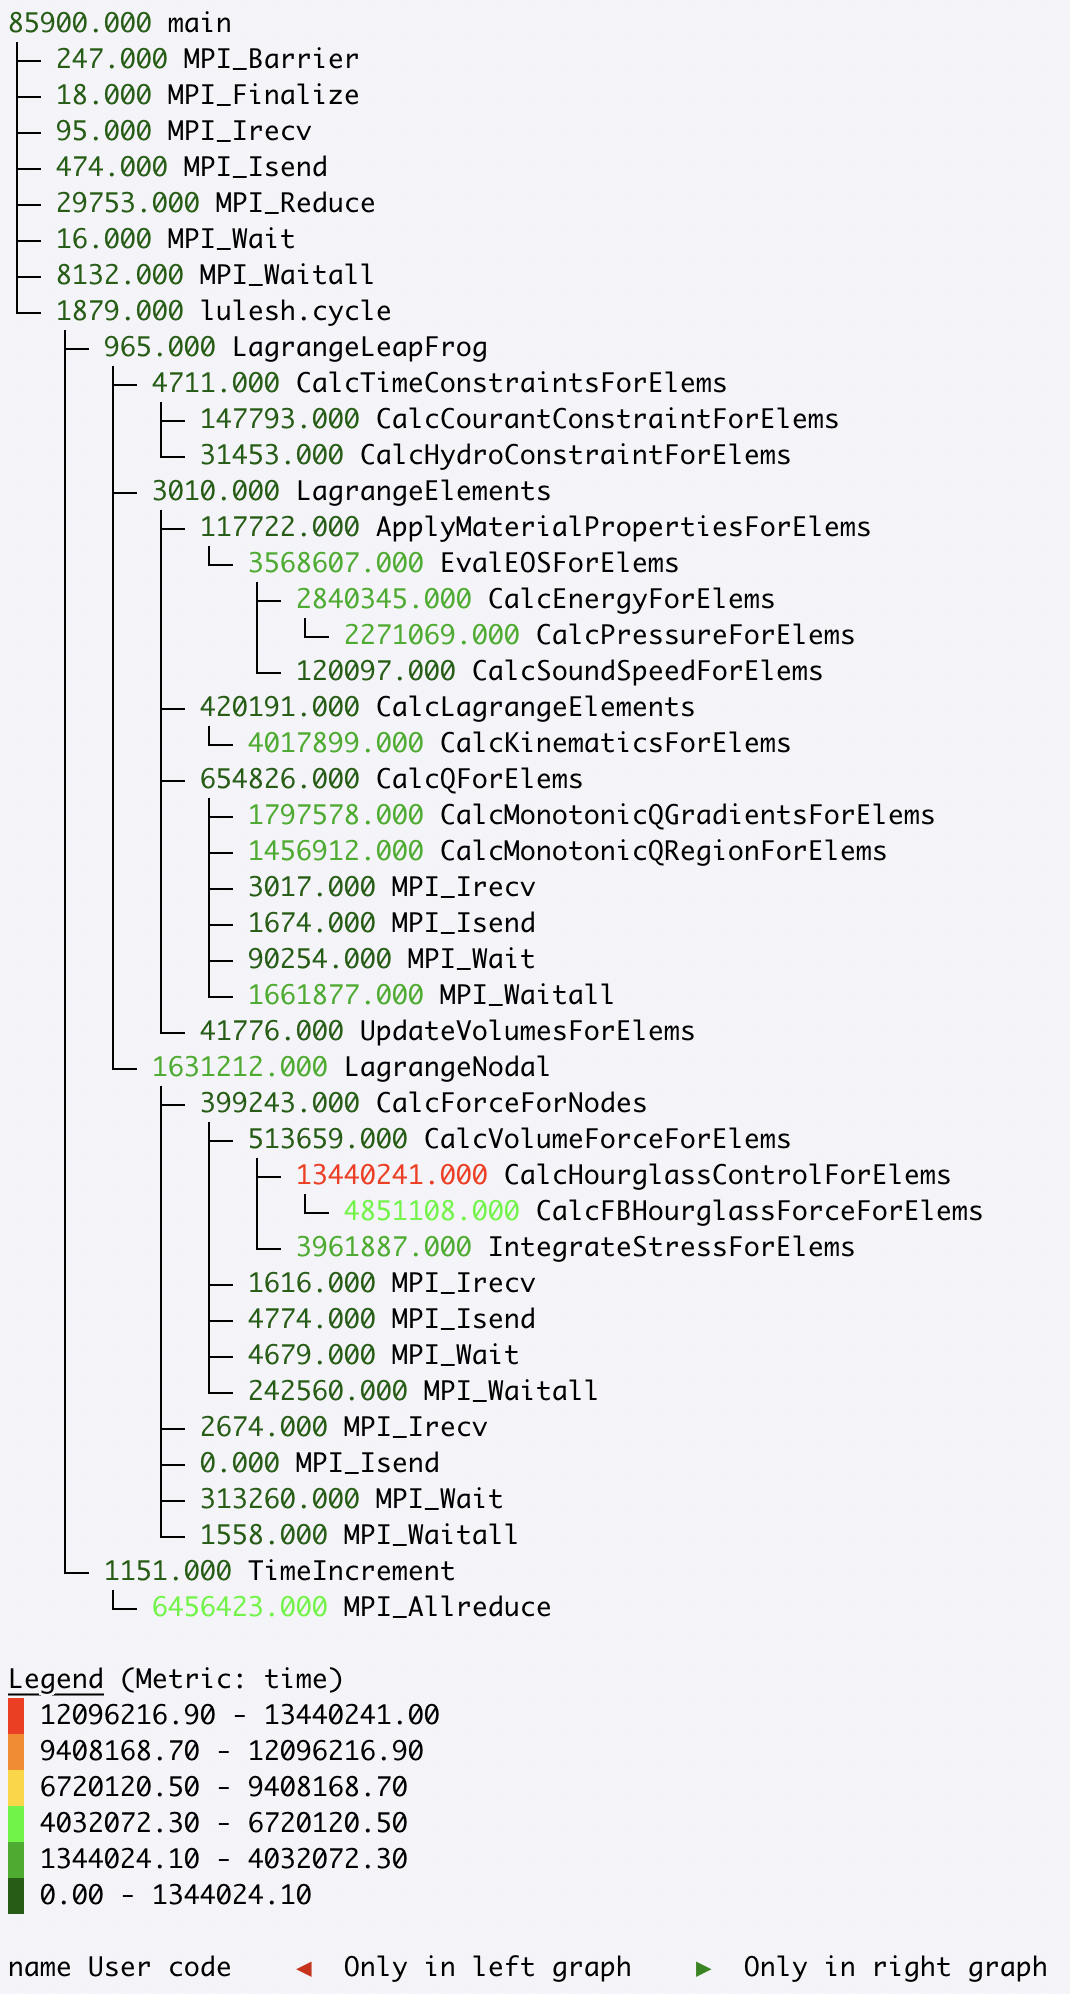 85900.000 main
├─ 247.000 MPI_Barrier
├─ 18.000 MPI_Finalize
├─ 95.000 MPI_Irecv
├─ 474.000 MPI_Isend
├─ 29753.000 MPI_Reduce
├─ 16.000 MPI_Wait
├─ 8132.000 MPI_Waitall
└─ 1879.000 lulesh.cycle
   ├─ 965.000 LagrangeLeapFrog
   │  ├─ 4711.000 CalcTimeConstraintsForElems
   │  │  ├─ 147793.000 CalcCourantConstraintForElems
   │  │  └─ 31453.000 CalcHydroConstraintForElems
   │  ├─ 3010.000 LagrangeElements
   │  │  ├─ 117722.000 ApplyMaterialPropertiesForElems
   │  │  │  └─ 3568607.000 EvalEOSForElems
   │  │  │     ├─ 2840345.000 CalcEnergyForElems
   │  │  │     │  └─ 2271069.000 CalcPressureForElems
   │  │  │     └─ 120097.000 CalcSoundSpeedForElems
   │  │  ├─ 420191.000 CalcLagrangeElements
   │  │  │  └─ 4017899.000 CalcKinematicsForElems
   │  │  ├─ 654826.000 CalcQForElems
   │  │  │  ├─ 1797578.000 CalcMonotonicQGradientsForElems
   │  │  │  ├─ 1456912.000 CalcMonotonicQRegionForElems
   │  │  │  ├─ 3017.000 MPI_Irecv
   │  │  │  ├─ 1674.000 MPI_Isend
   │  │  │  ├─ 90254.000 MPI_Wait
   │  │  │  └─ 1661877.000 MPI_Waitall
   │  │  └─ 41776.000 UpdateVolumesForElems
   │  └─ 1631212.000 LagrangeNodal
   │     ├─ 399243.000 CalcForceForNodes
   │     │  ├─ 513659.000 CalcVolumeForceForElems
   │     │  │  ├─ 13440241.000 CalcHourglassControlForElems
   │     │  │  │  └─ 4851108.000 CalcFBHourglassForceForElems
   │     │  │  └─ 3961887.000 IntegrateStressForElems
   │     │  ├─ 1616.000 MPI_Irecv
   │     │  ├─ 4774.000 MPI_Isend
   │     │  ├─ 4679.000 MPI_Wait
   │     │  └─ 242560.000 MPI_Waitall
   │     ├─ 2674.000 MPI_Irecv
   │     ├─ 0.000 MPI_Isend
   │     ├─ 313260.000 MPI_Wait
   │     └─ 1558.000 MPI_Waitall
   └─ 1151.000 TimeIncrement
      └─ 6456423.000 MPI_Allreduce

Legend (Metric: time)
12096216.90 - 13440241.00
9408168.70 - 12096216.90
6720120.50 - 9408168.70
4032072.30 - 6720120.50
1344024.10 - 4032072.30
0.00 - 1344024.10

name User code    ◀  Only in left graph    ▶  Only in right graph